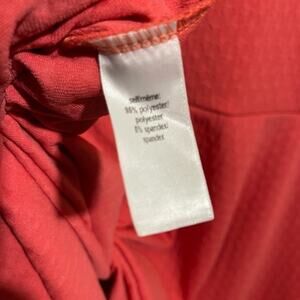 self/même:
95% polyester/
polyester
5% spandex/
spandex